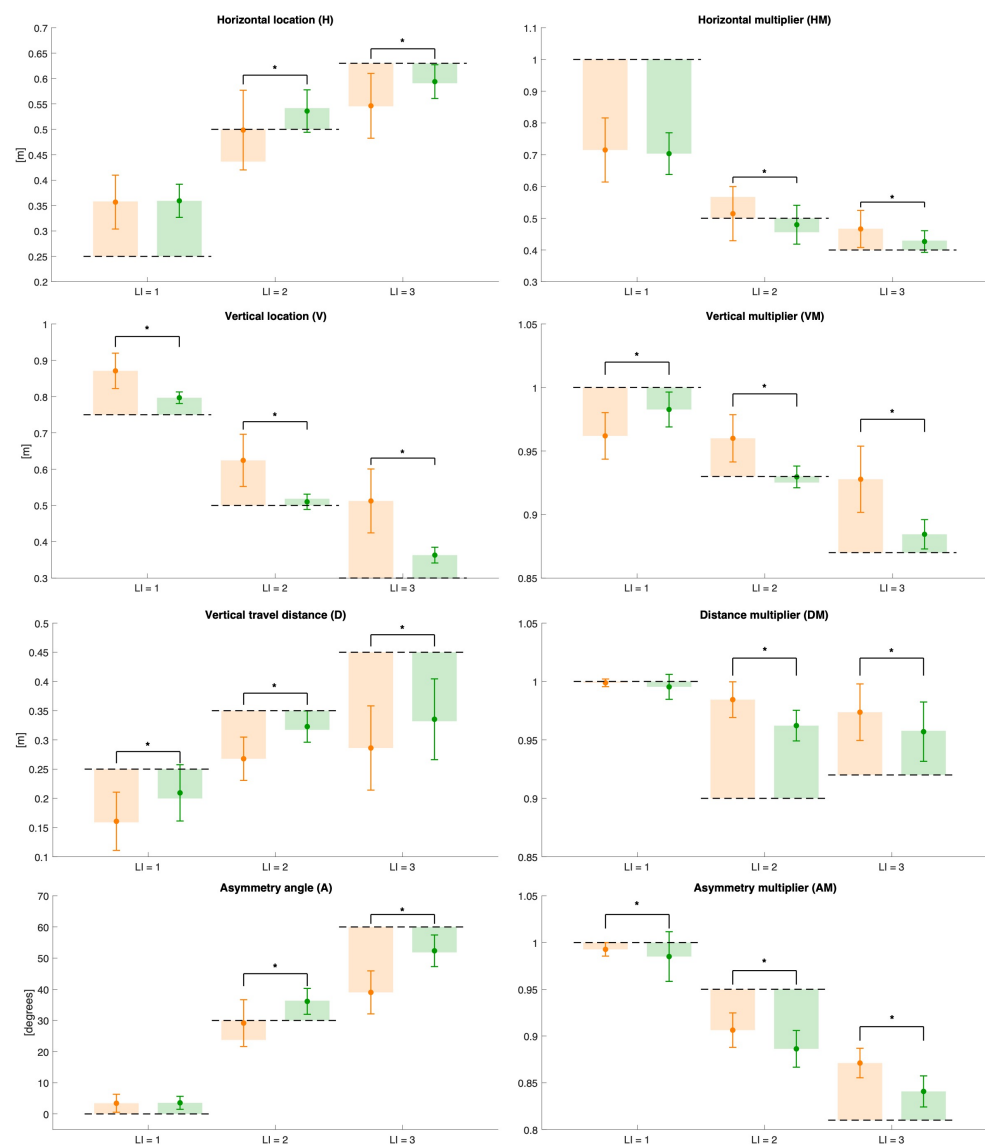 Horizontal location (H)
0.7
0.65
0.6
0.55
0.5
0.45
0.4
0.35
0.3
0.25
0.2
[m]
*
*
LI = 1
LI = 2
LI = 3
Horizontal multiplier (HM)
1.1
1
0.9
0.8
0.7
0.6
0.5
0.4
0.3
*
*
LI = 1
LI = 2
LI = 3
Vertical location (V)
1
0.9
0.8
0.7
0.6
0.5
0.4
0.3
[m]
*
*
*
LI = 1
LI = 2
LI = 3
Vertical multiplier (VM)
1.05
1
0.95
0.9
0.85
*
*
*
LI = 1
LI = 2
LI = 3
Vertical travel distance (D)
0.5
0.45
0.4
0.35
0.3
0.25
0.2
0.15
0.1
[m]
*
*
*
LI = 1
LI = 2
LI = 3
Distance multiplier (DM)
1.05
1
0.95
0.9
0.85
*
*
LI = 1
LI = 2
LI = 3
Asymmetry angle (A)
70
60
50
40
30
20
10
0
[degrees]
*
*
LI = 1
LI = 2
LI = 3
Asymmetry multiplier (AM)
1.05
1
0.95
0.9
0.85
0.8
*
*
*
LI = 1
LI = 2
LI = 3